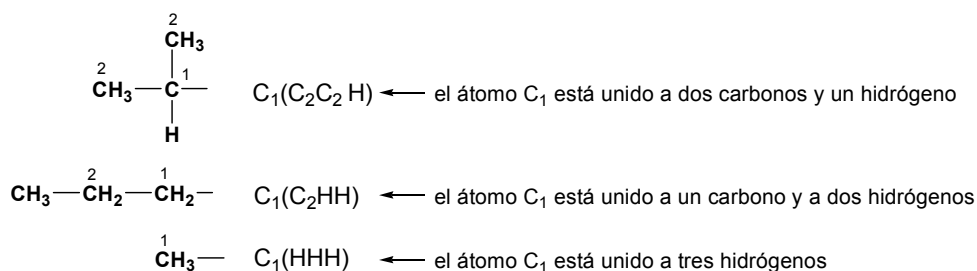 2
CH₃
2 1
CH₃—C— C₁(C₂C₂ H) ← el átomo C₁ está unido a dos carbonos y un hidrógeno
H
2 1
CH₃—CH₂—CH₂— C₁(C₂HH) ← el átomo C₁ está unido a un carbono y a dos hidrógenos
1
CH₃— C₁(HHH) ← el átomo C₁ está unido a tres hidrógenos